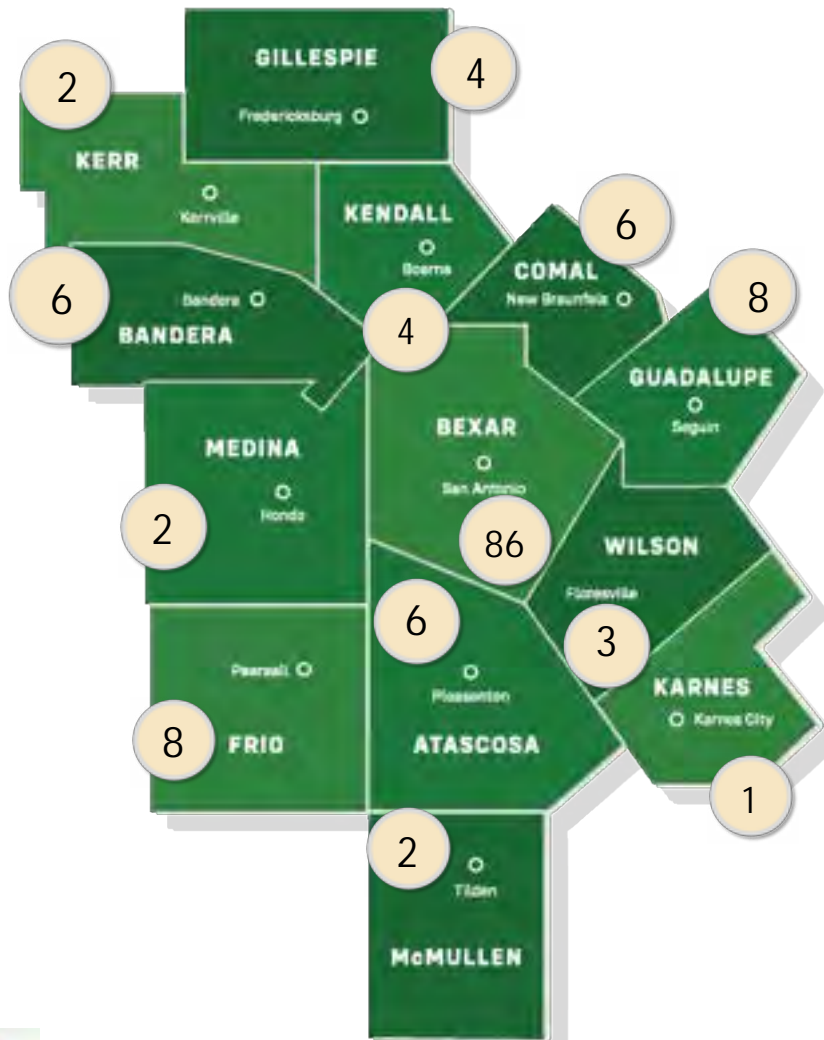 GILLESPIE
4
Fredericksburg
2
KERR
Kerrville
KENDALL
Boerne
6
COMAL
New Braunfels
6
Bandera
BANDERA
4
8
GUADALUPE
Seguin
BEXAR
San Antonio
86
MEDINA
Hondo
2
WILSON
Floresville
3
6
Pleasanton
ATASCOSA
Pearsall
8
FRIO
KARNES
Karnes City
1
2
Tilden
McMULLEN